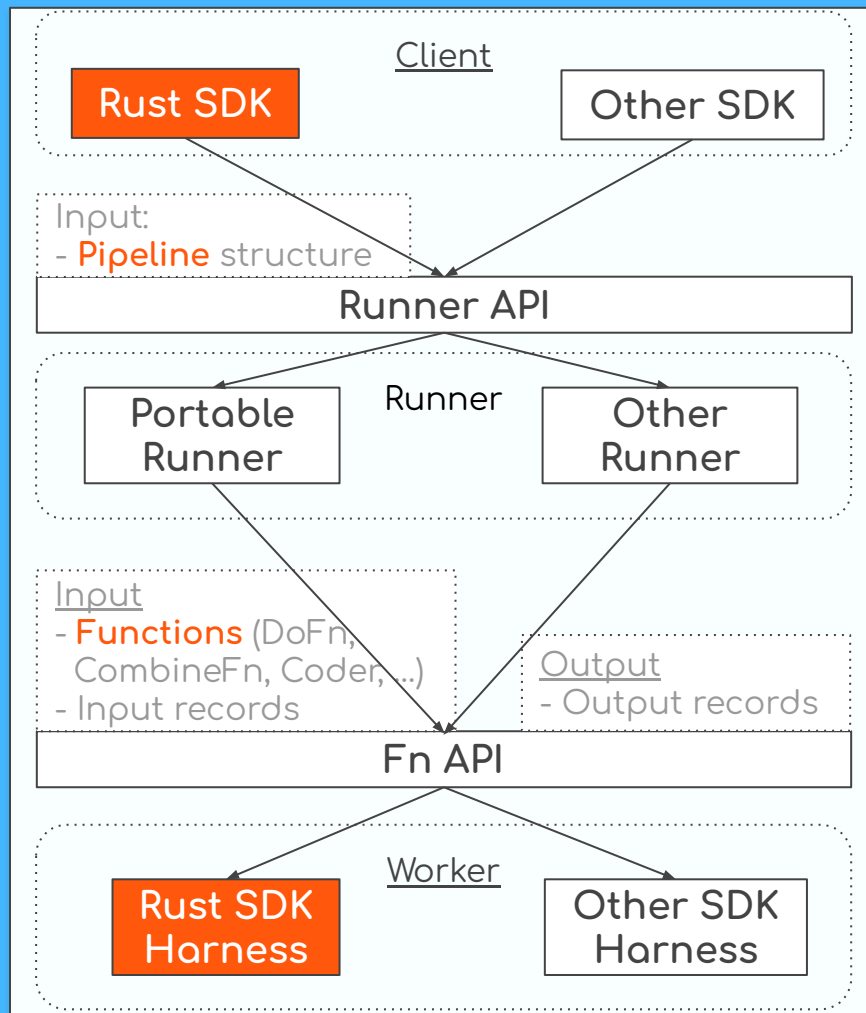 Client
Rust SDK
Other SDK
Input:
- Pipeline structure
Runner API
Runner
Portable
Runner
Other
Runner
Input
- Functions (DoFn,
CombineFn, Coder, ...)
- Input records
Output
- Output records
Fn API
Worker
Rust SDK
Harness
Other SDK
Harness